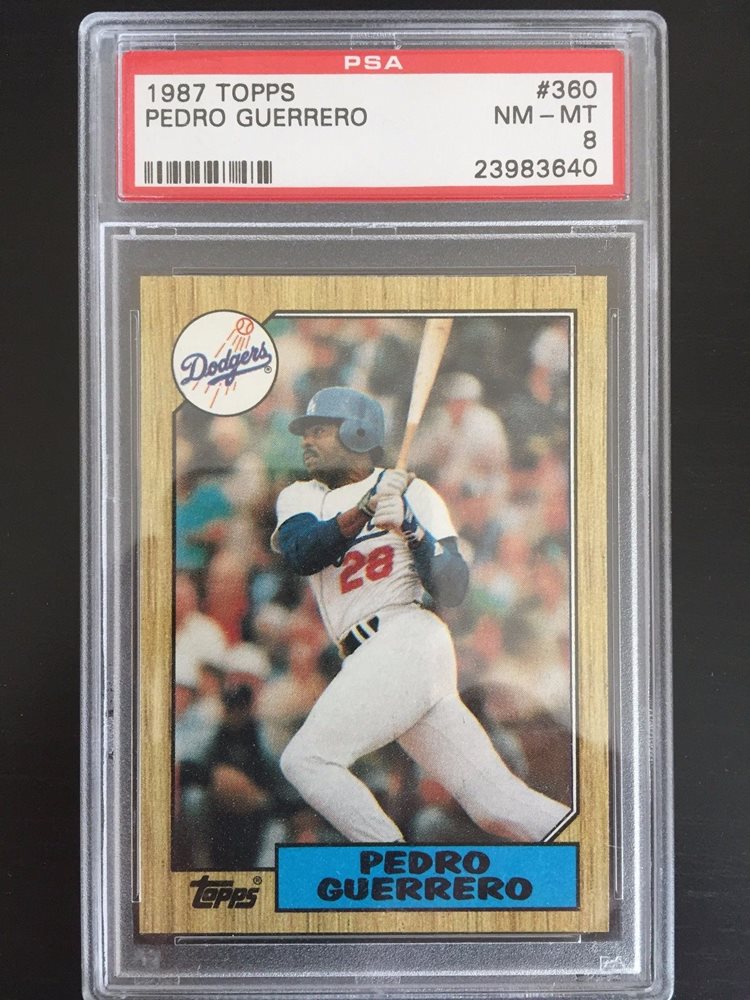 PSA
1987 TOPPS #360
PEDRO GUERRERO NM-MT
8
23983640
Dodgers®
28
topps®
PEDRO
GUERRERO